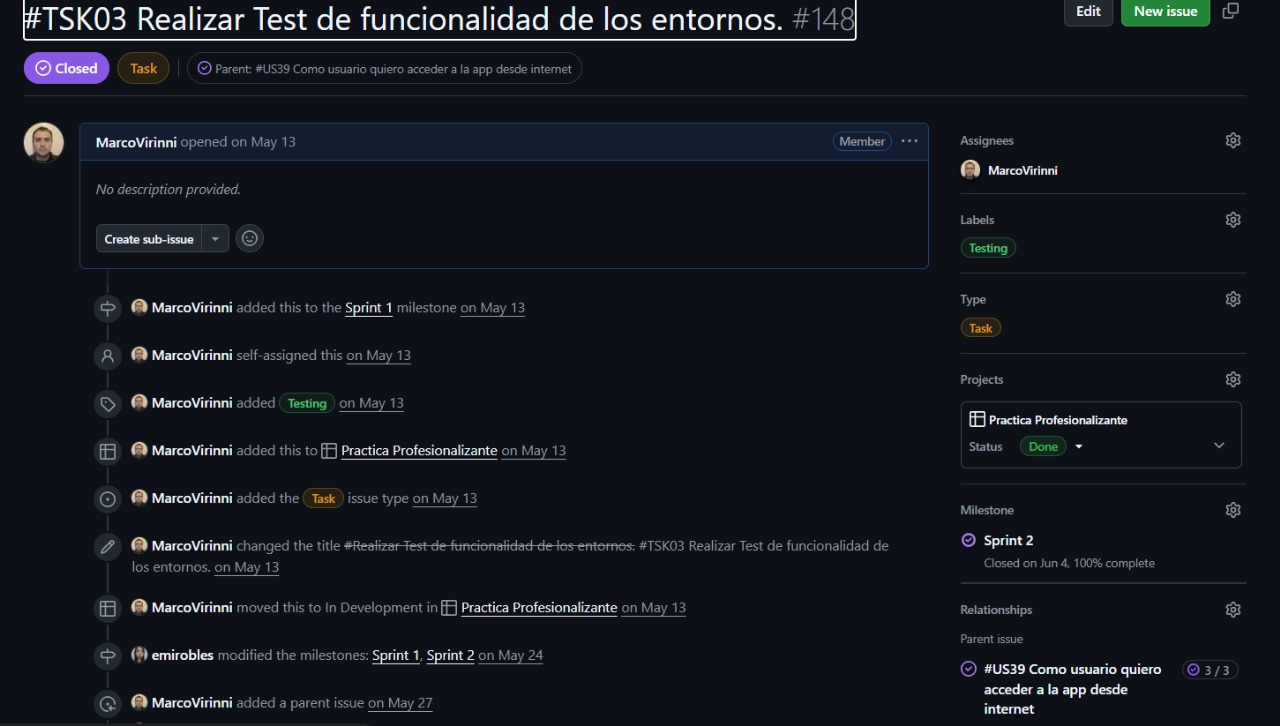 #TSK03 Realizar Test de funcionalidad de los entornos. #148
Edit
New issue
Closed
Task
Parent: #US39 Como usuario quiero acceder a la app desde internet
MarcoVirinni opened on May 13
Member
No description provided.
Create sub-issue
MarcoVirinni added this to the Sprint 1 milestone on May 13
MarcoVirinni self-assigned this on May 13
MarcoVirinni added Testing on May 13
MarcoVirinni added this to Practica Profesionalizante on May 13
MarcoVirinni added the Task issue type on May 13
MarcoVirinni changed the title #Realizar Test de funcionalidad de los entornos. #TSK03 Realizar Test de funcionalidad de
los entornos. on May 13
MarcoVirinni moved this to In Development in Practica Profesionalizante on May 13
emirobles modified the milestones: Sprint 1, Sprint 2 on May 24
MarcoVirinni added a parent issue on May 27
Assignees
MarcoVirinni
Labels
Testing
Type
Task
Projects
Practica Profesionalizante
Status Done
Milestone
Sprint 2
Closed on Jun 4, 100% complete
Relationships
Parent issue
#US39 Como usuario quiero 3 / 3
acceder a la app desde
internet